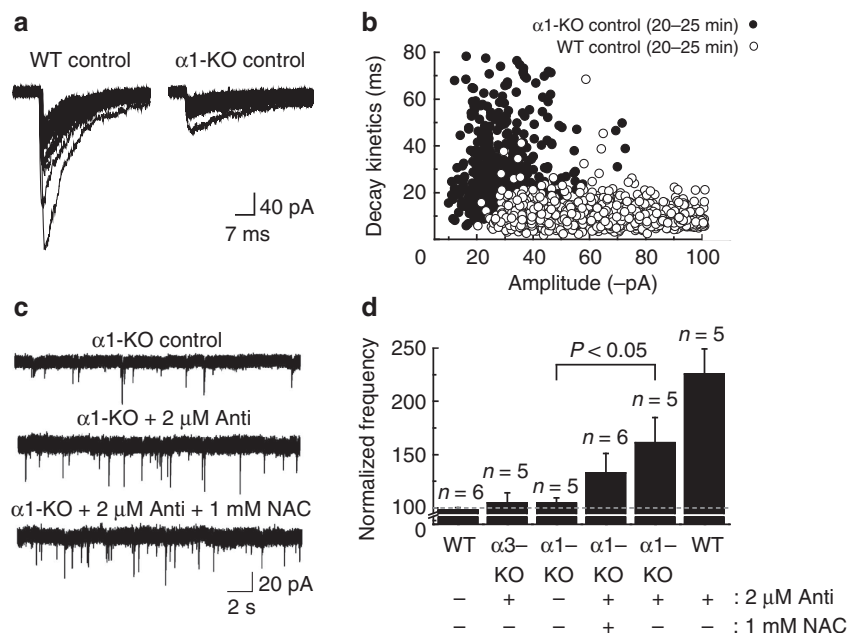 a
WT control
α1-KO control
40 pA
7 ms
b
α1-KO control (20–25 min)
WT control (20–25 min)
Decay kinetics (ms)
80
60
40
20
0
20
40
60
80
100
Amplitude (–pA)
c
α1-KO control
α1-KO + 2 μM Anti
α1-KO + 2 μM Anti + 1 mM NAC
20 pA
2 s
d
Normalized frequency
250
200
150
100
0
P < 0.05
n = 6
n = 5
n = 5
n = 6
n = 5
n = 5
WT
α3–
KO
α1–
KO
α1–
KO
α1–
KO
WT
– + – + + + : 2 μM Anti
– – – + – – : 1 mM NAC